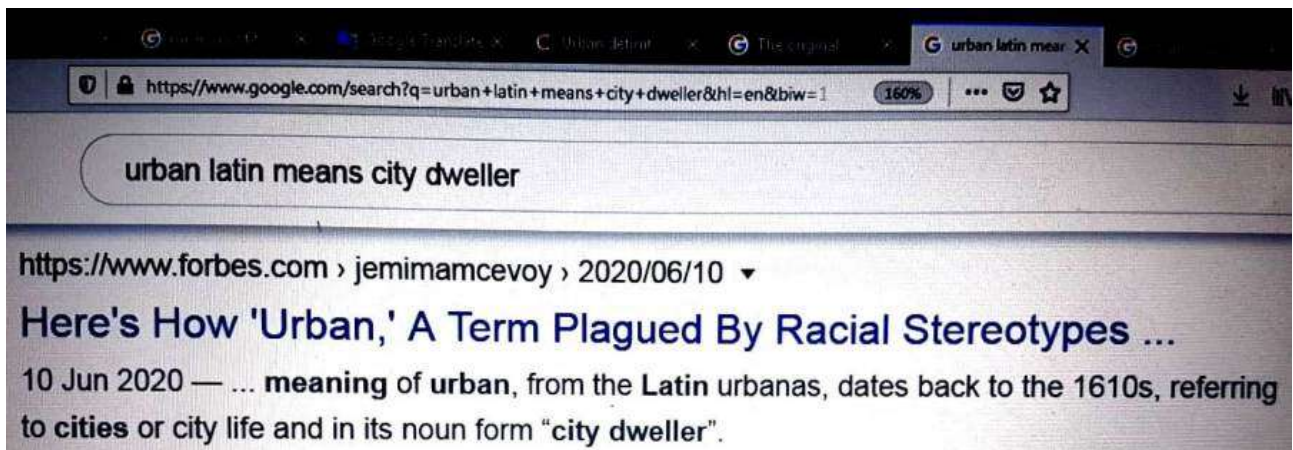 Google Translate
Urban definit
The original
urban latin mear
https://www.google.com/search?q=urban+latin+means+city+dweller&hl=en&biw=1
160%
urban latin means city dweller
https://www.forbes.com › jemimamcevoy › 2020/06/10
Here's How 'Urban,' A Term Plagued By Racial Stereotypes ...
10 Jun 2020 — ... meaning of urban, from the Latin urbanas, dates back to the 1610s, referring
to cities or city life and in its noun form “city dweller”.